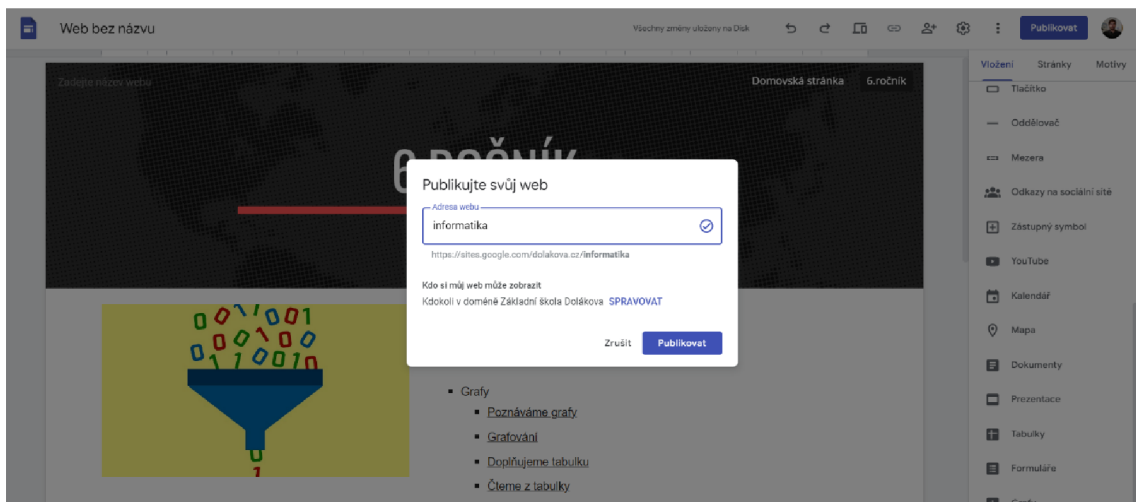 Web bez názvu
Všechny změny uloženy na Disk
Publikovat
Vložení Stránky Motivy
Zadejte název webu
Domovská stránka 6.ročník
Tlačítko
Oddělovač
Mezera
Odkazy na sociální sítě
Zástupný symbol
YouTube
Kalendář
Mapa
Dokumenty
Prezentace
Tabulky
Formuláře
6.ROČNÍK
Publikujte svůj web
Adresa webu
informatika
https://sites.google.com/dolakova.cz/informatika
Kdo si můj web může zobrazit
Kdokoli v doméně Základní škola Dolákova SPRAVOVAT
Zrušit Publikovat
Grafy
Poznáváme grafy
Grafování
Doplňujeme tabulku
Čteme z tabulky